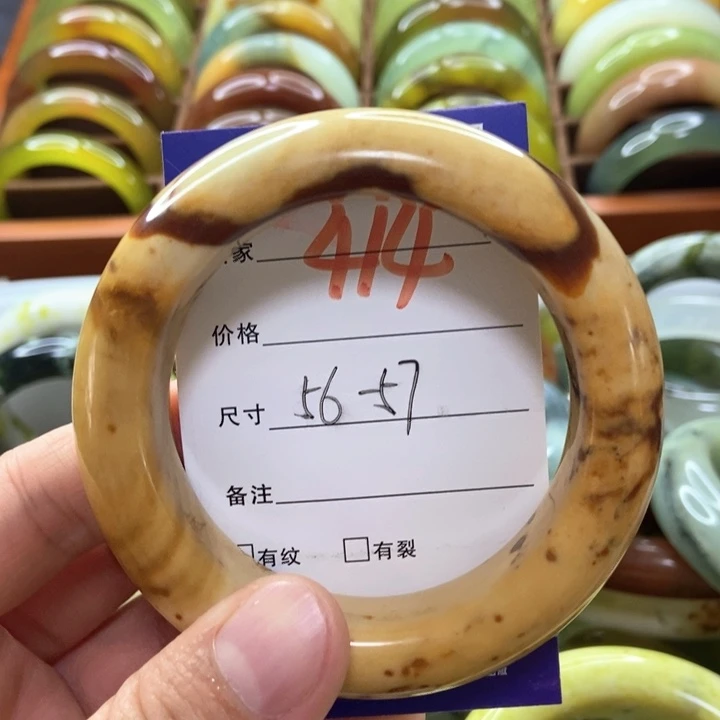 家 414
价格
尺寸 56-57
备注
有纹 有裂